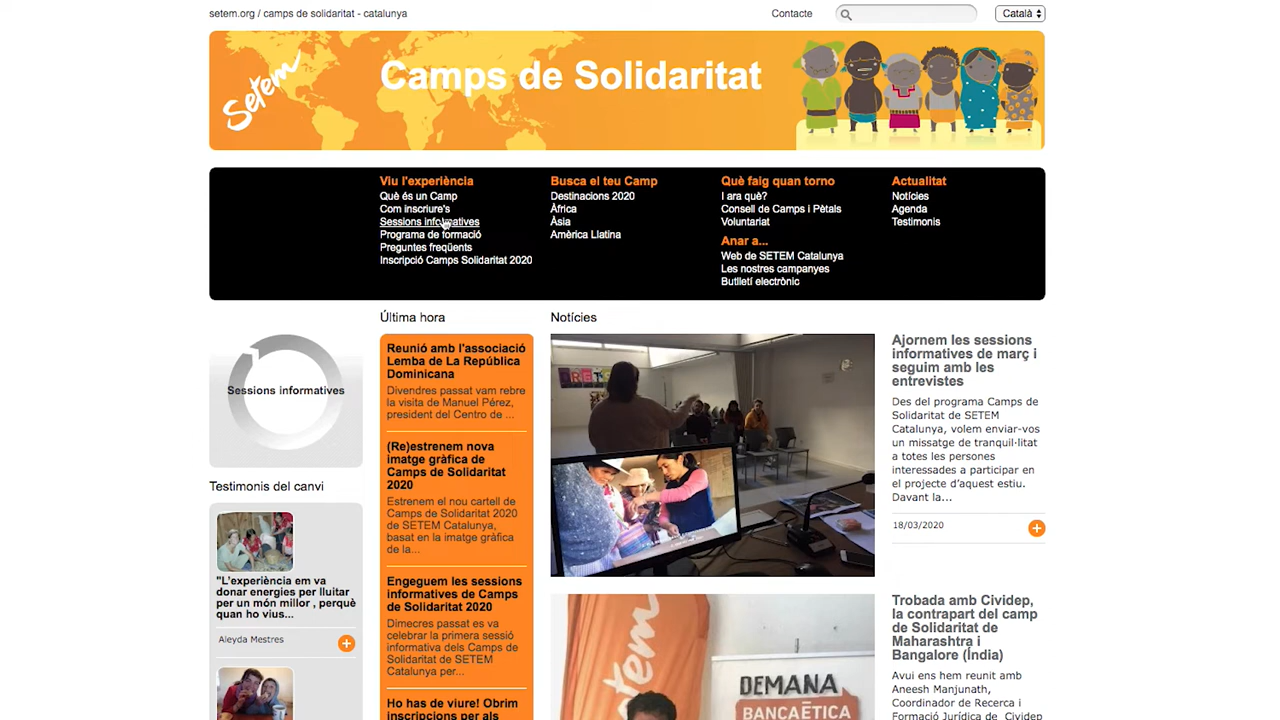 setem.org / camps de solidaritat - catalunya
Contacte
Català
Setem
Camps de Solidaritat
Viu l'experiència
Què és un Camp
Com inscriure's
Sessions informatives
Programa de formació
Preguntes freqüents
Inscripció Camps Solidaritat 2020
Busca el teu Camp
Destinacions 2020
Àfrica
Àsia
Amèrica Llatina
Què faig quan torno
I ara què?
Consell de Camps i Pètals
Voluntariat
Anar a...
Web de SETEM Catalunya
Les nostres campanyes
Butlletí electrònic
Actualitat
Notícies
Agenda
Testimonis
Sessions informatives
Testimonis del canvi
"L'experiència em va
donar energies per lluitar
per un món millor , perquè
quan ho vius...
Aleyda Mestres
Última hora
Reunió amb l'associació
Lemba de La República
Dominicana
Divendres passat vam rebre
la visita de Manuel Pérez,
president del Centro de ...
(Re)estrenem nova
imatge gràfica de
Camps de Solidaritat
2020
Estrenem el nou cartell de
Camps de Solidaritat 2020
de SETEM Catalunya,
basat en la imatge gràfica
de la...
Engeguem les sessions
informatives de Camps
de Solidaritat 2020
Dimecres passat es va
celebrar la primera sessió
informativa dels Camps de
Solidaritat de SETEM
Catalunya per...
Ho has de viure! Obrim
inscripcions per als
Notícies
Setem
DEMANA
BANCAÈTICA
Ajornem les sessions
informatives de març i
seguim amb les
entrevistes
Des del programa Camps de
Solidaritat de SETEM
Catalunya, volem enviar-vos
un missatge de tranquil·litat
a totes les persones
interessades a participar en
el projecte d'aquest estiu.
Davant la...
18/03/2020
Trobada amb Cividep,
la contrapart del camp
de Solidaritat de
Maharashtra i
Bangalore (Índia)
Avui ens hem reunit amb
Aneesh Manjunath,
Coordinador de Recerca i
Formació Jurídica de Cividep